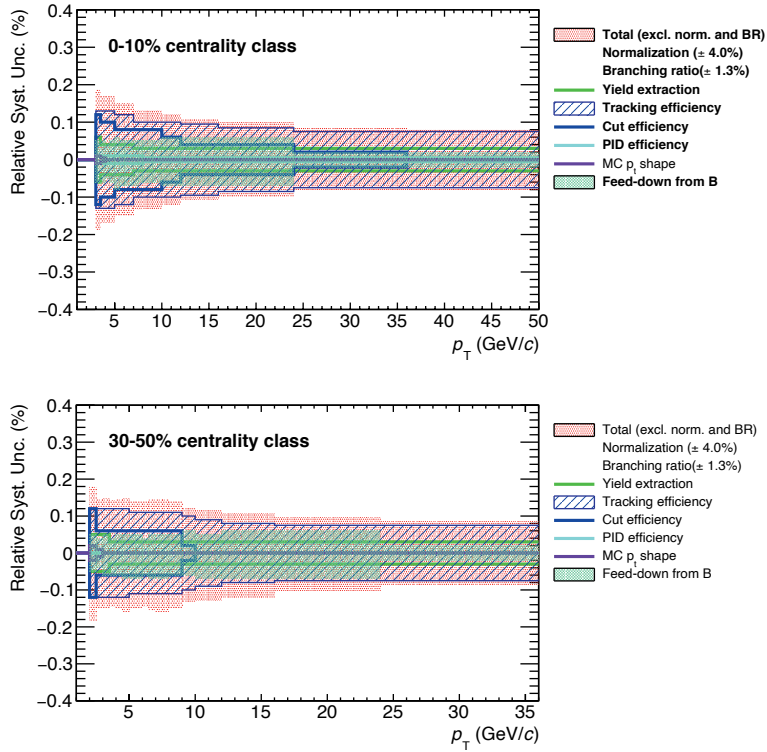 Relative Syst. Unc. (%)
0-10% centrality class
0.4
0.3
0.2
0.1
0
−0.1
−0.2
−0.3
−0.4
5 10 15 20 25 30 35 40 45 50
p_T (GeV/c)
Total (excl. norm. and BR)
Normalization (± 4.0%)
Branching ratio(± 1.3%)
Yield extraction
Tracking efficiency
Cut efficiency
PID efficiency
MC p_t shape
Feed-down from B
Relative Syst. Unc. (%)
30-50% centrality class
0.4
0.3
0.2
0.1
0
−0.1
−0.2
−0.3
−0.4
5 10 15 20 25 30 35
p_T (GeV/c)
Total (excl. norm. and BR)
Normalization (± 4.0%)
Branching ratio(± 1.3%)
Yield extraction
Tracking efficiency
Cut efficiency
PID efficiency
MC p_t shape
Feed-down from B